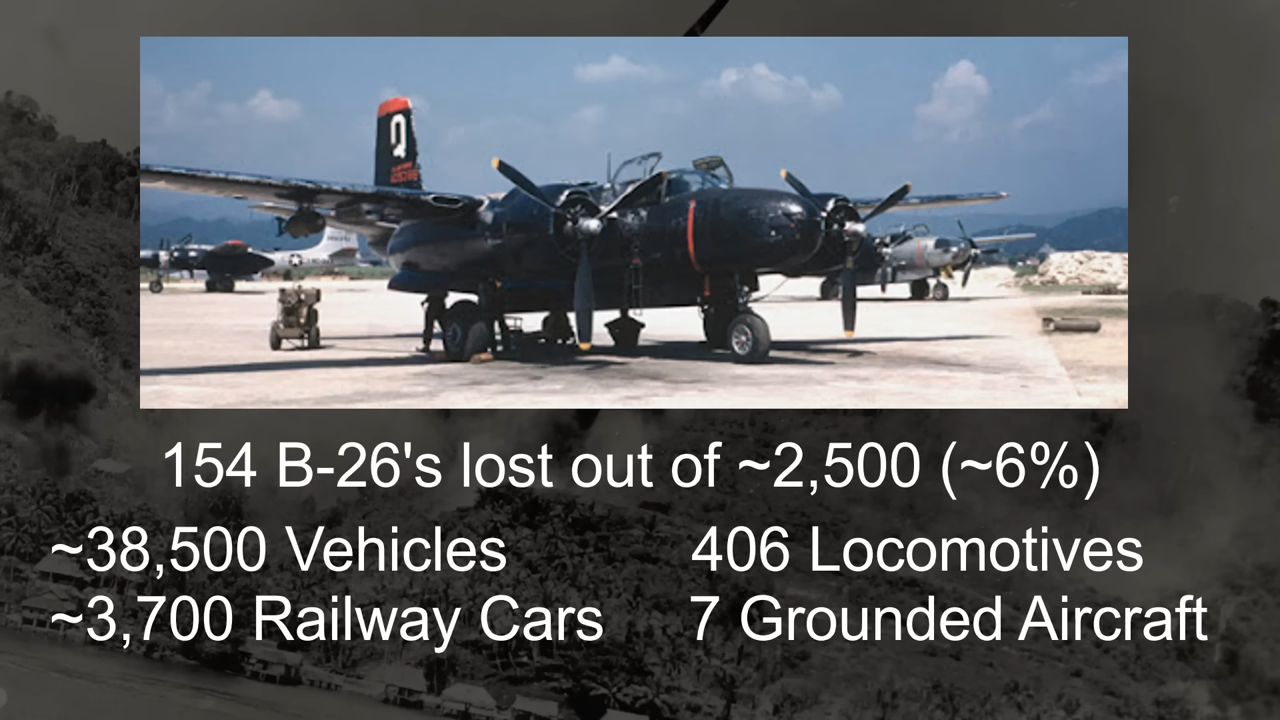 Q
154 B-26's lost out of ~2,500 (~6%)
~38,500 Vehicles
406 Locomotives
~3,700 Railway Cars
7 Grounded Aircraft